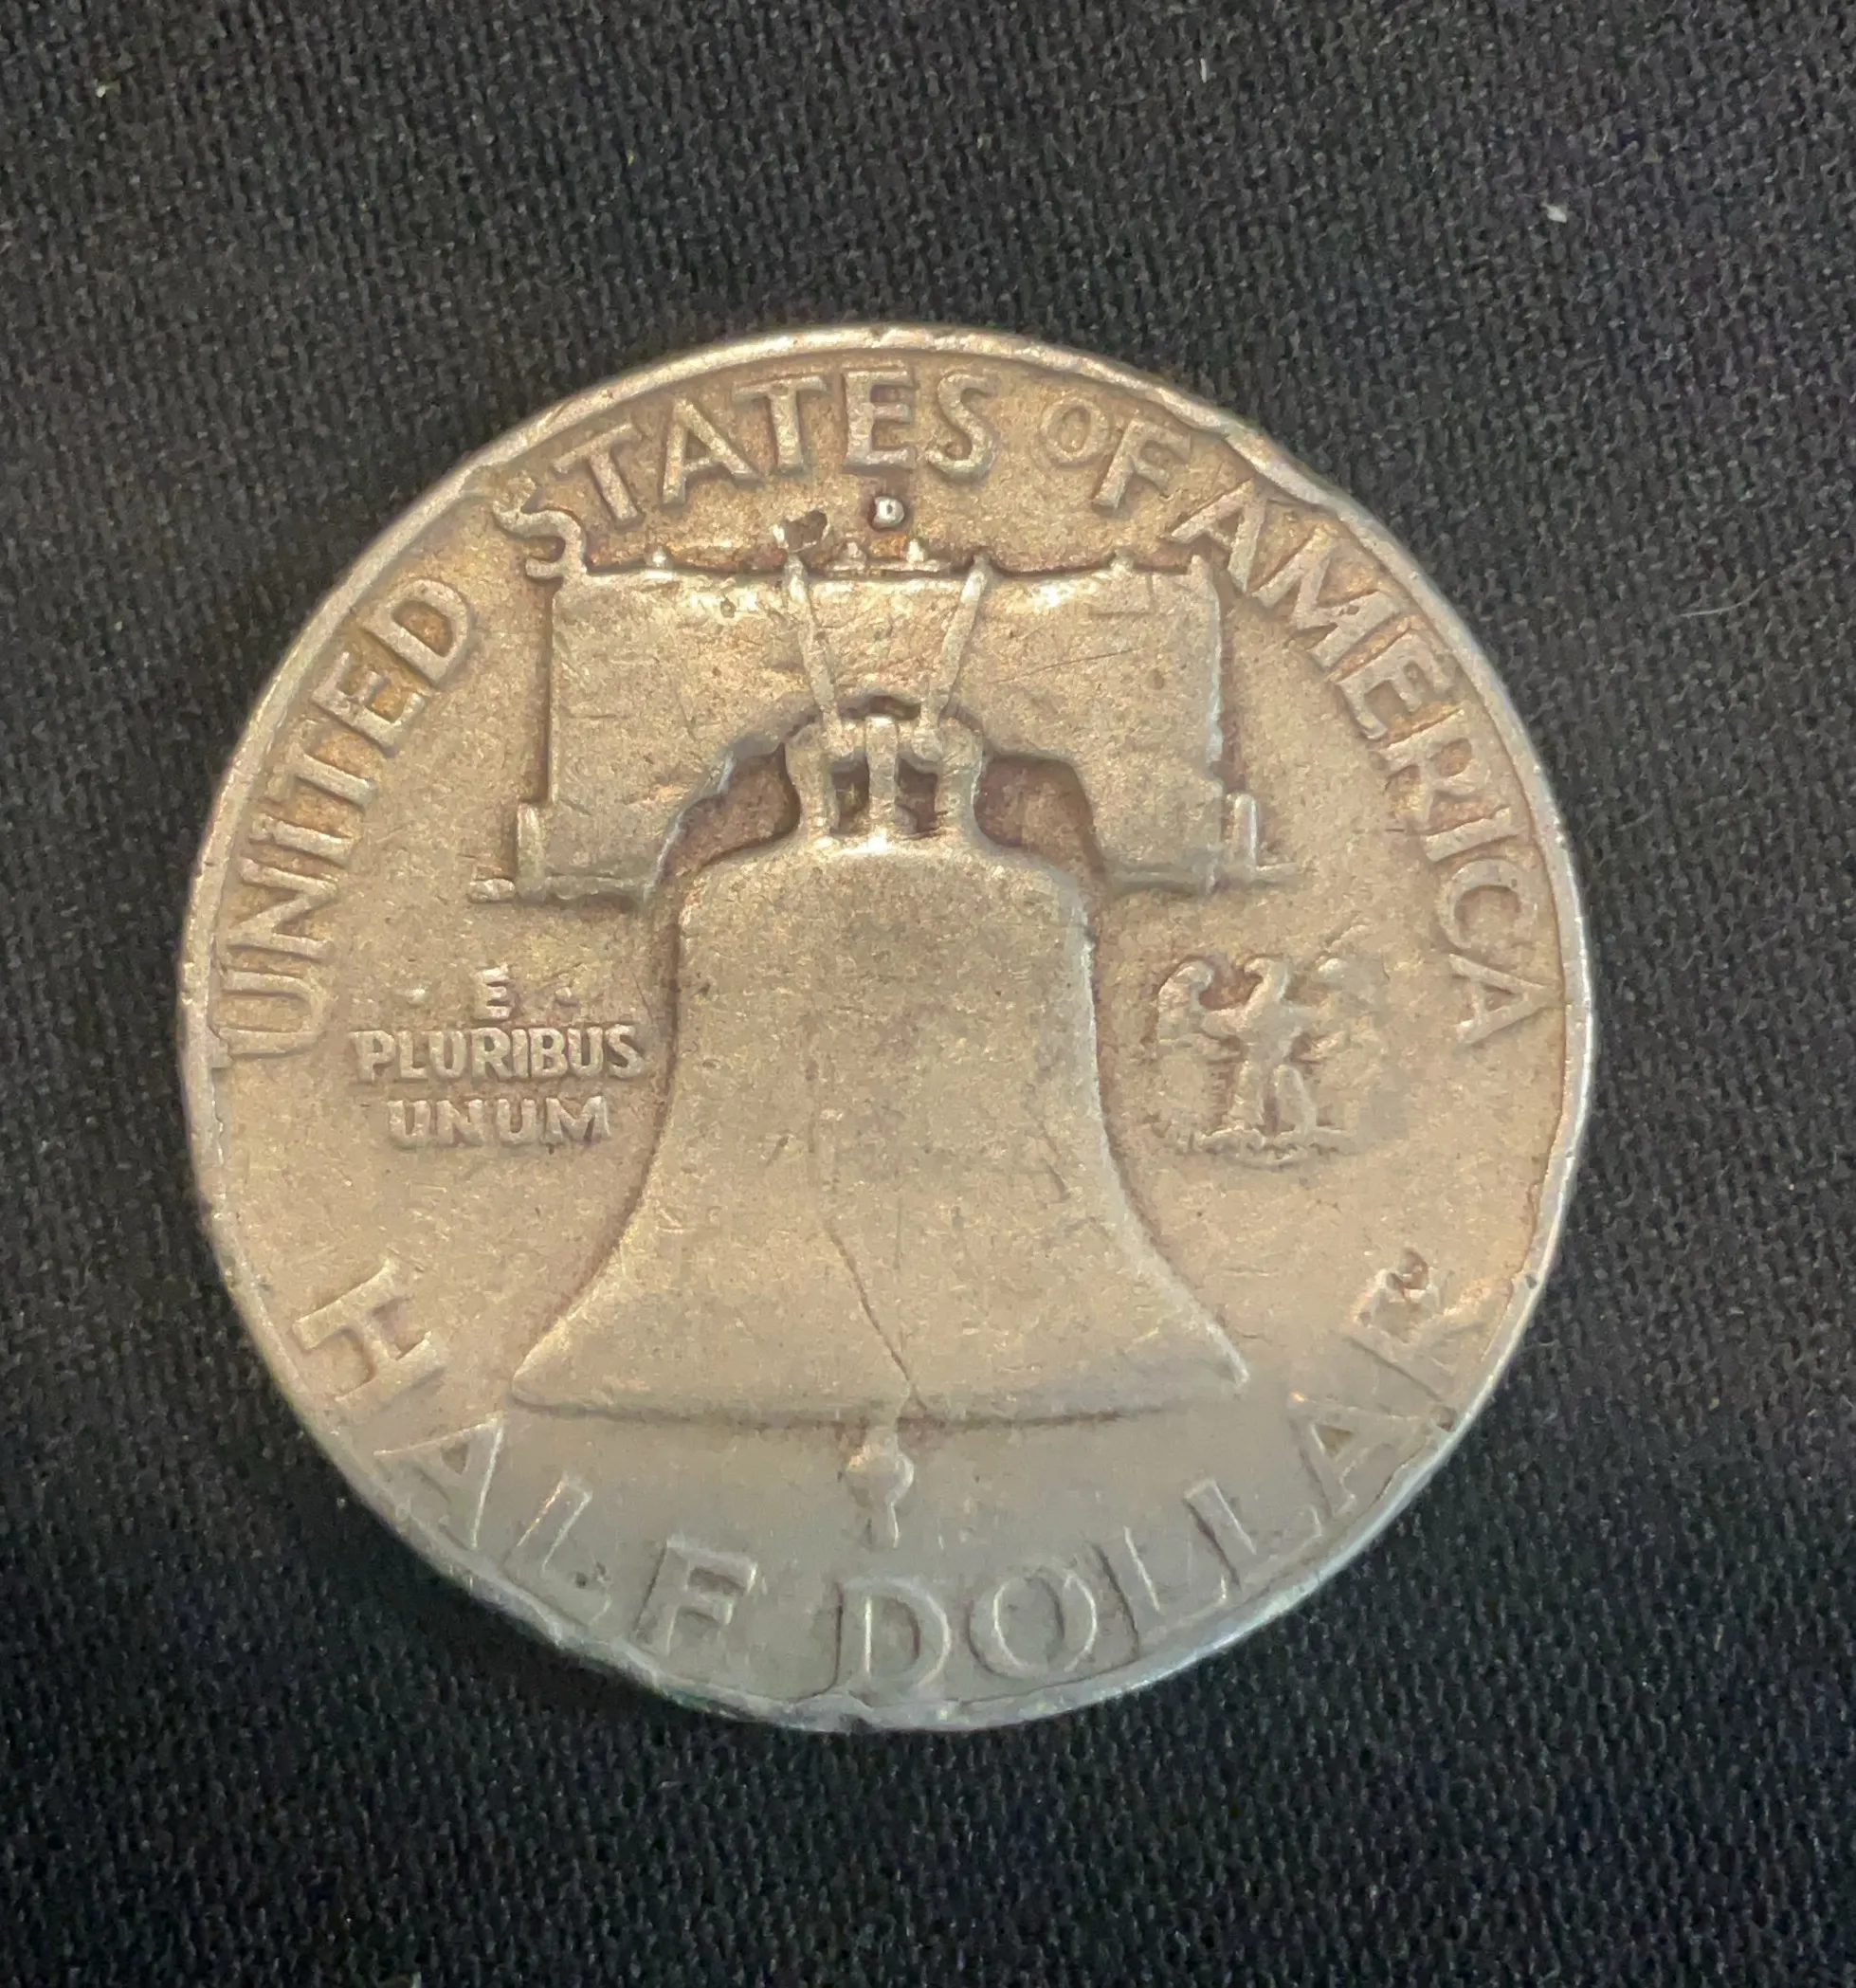 UNITED STATES OF AMERICA
D
· E ·
PLURIBUS
UNUM
HALF DOLLAR